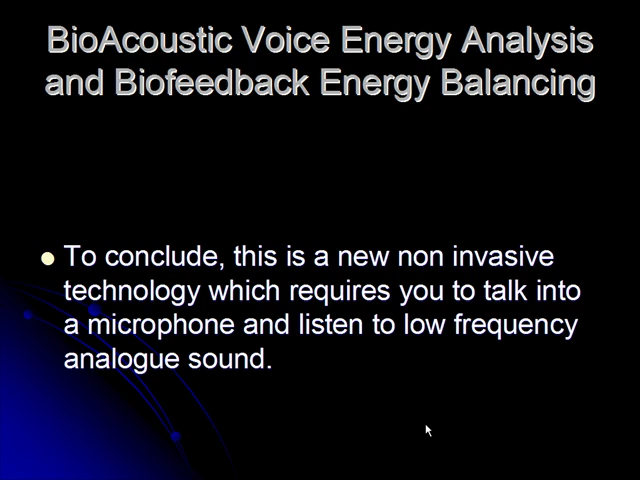 BioAcoustic Voice Energy Analysis
and Biofeedback Energy Balancing
To conclude, this is a new non invasive
technology which requires you to talk into
a microphone and listen to low frequency
analogue sound.